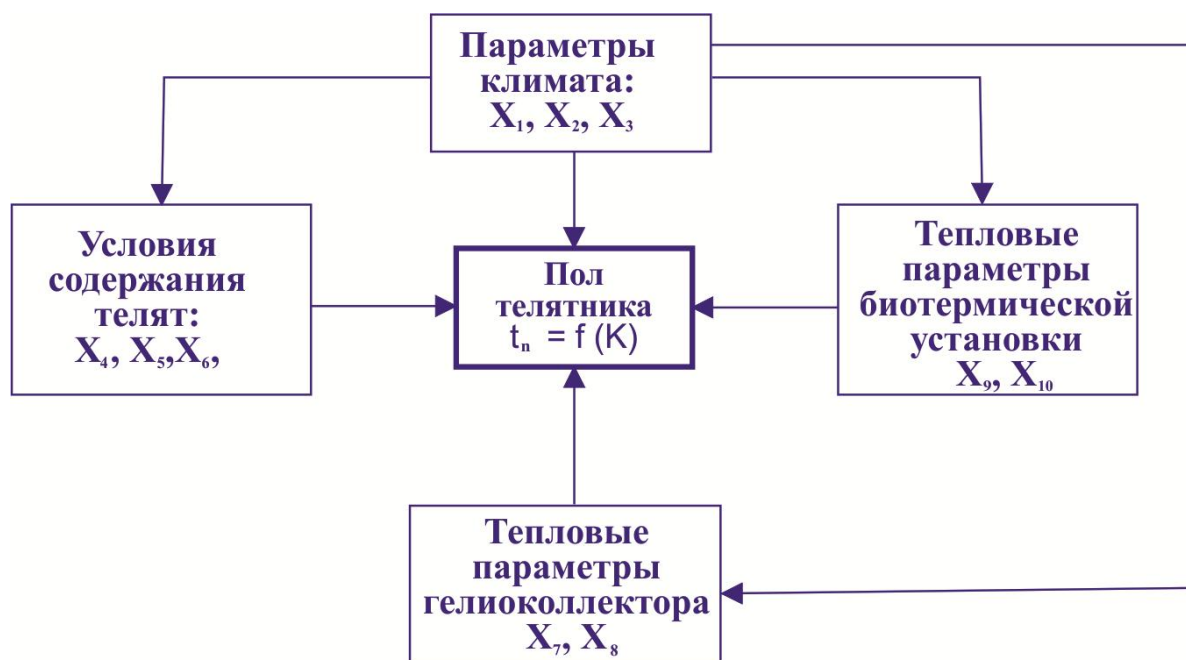 Параметры
климата:
X₁, X₂, X₃
Условия
содержания
телят:
X₄, X₅,X₆,
Пол
телятника
tₙ = f (K)
Тепловые
параметры
биотермической
установки
X₉, X₁₀
Тепловые
параметры
гелиоколлектора
X₇, X₈